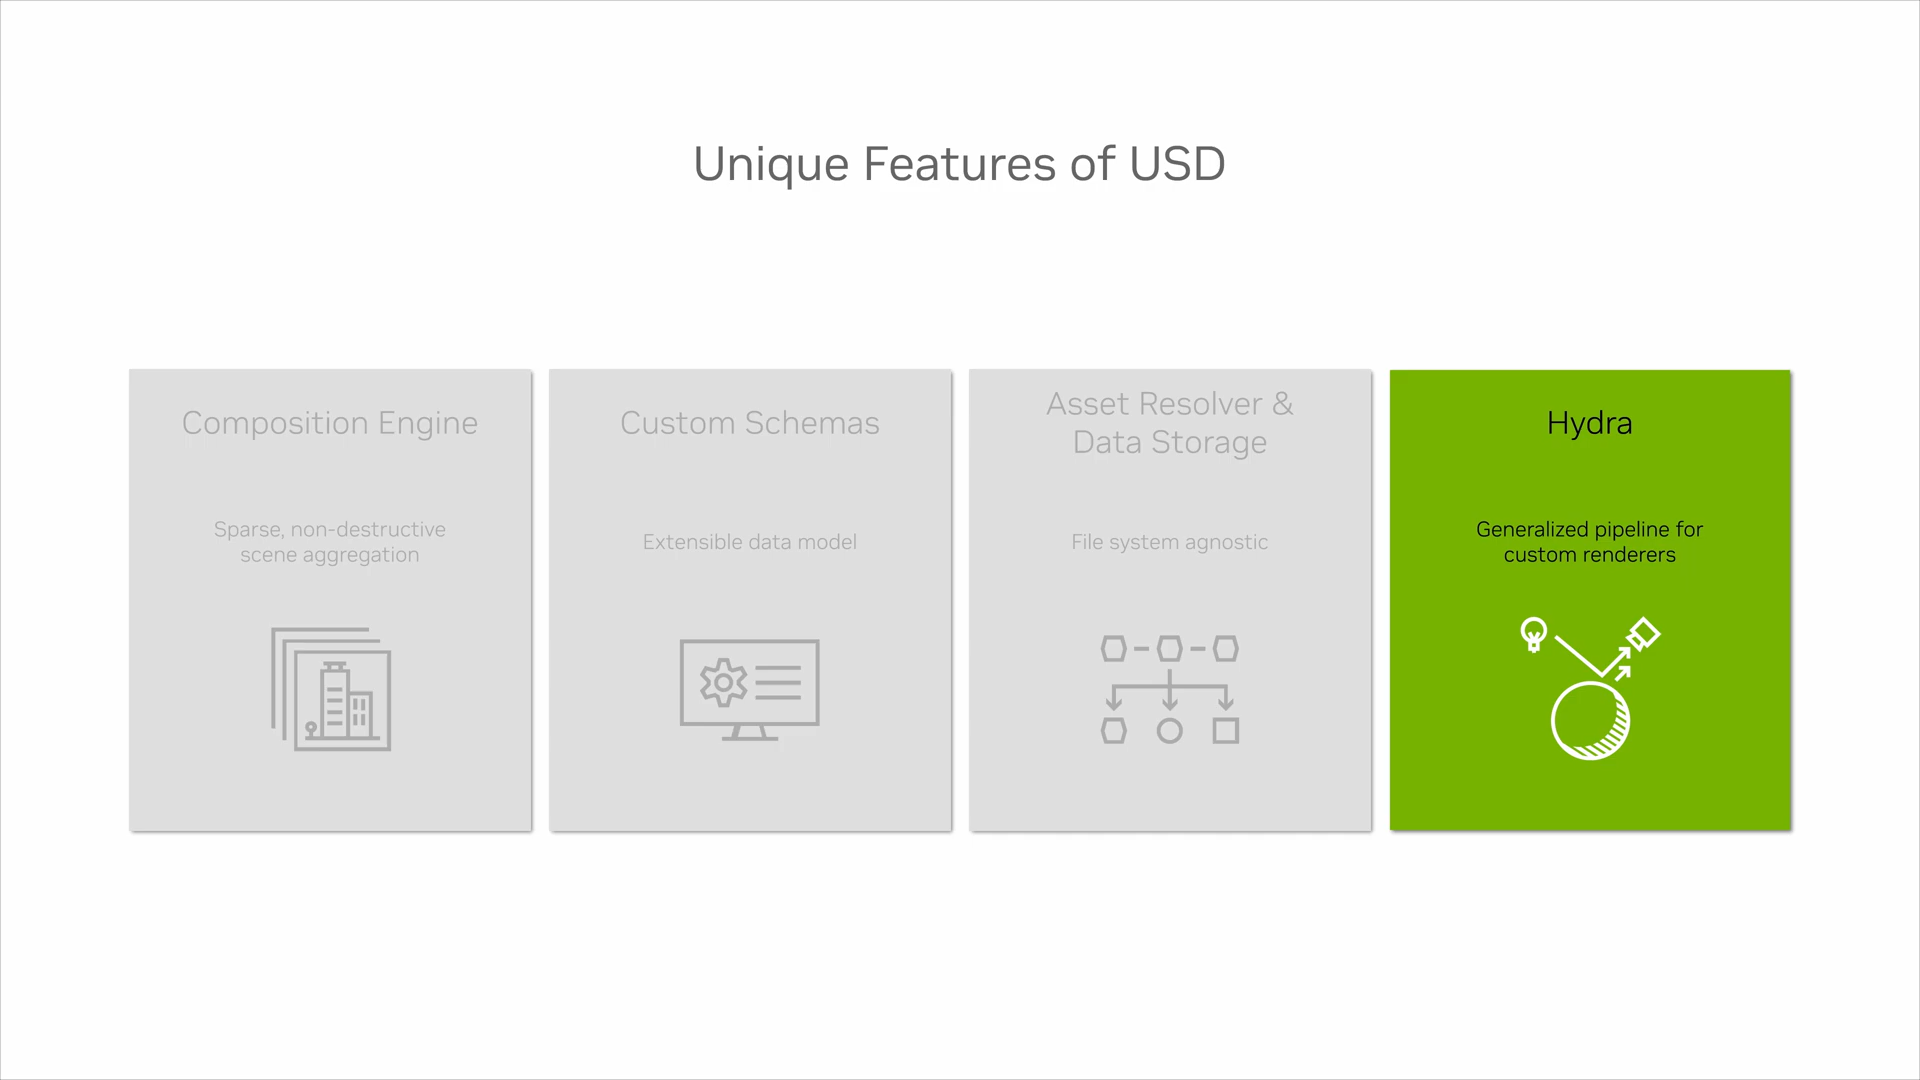 Unique Features of USD
Composition Engine
Sparse, non-destructive
scene aggregation
Custom Schemas
Extensible data model
Asset Resolver &
Data Storage
File system agnostic
Hydra
Generalized pipeline for
custom renderers